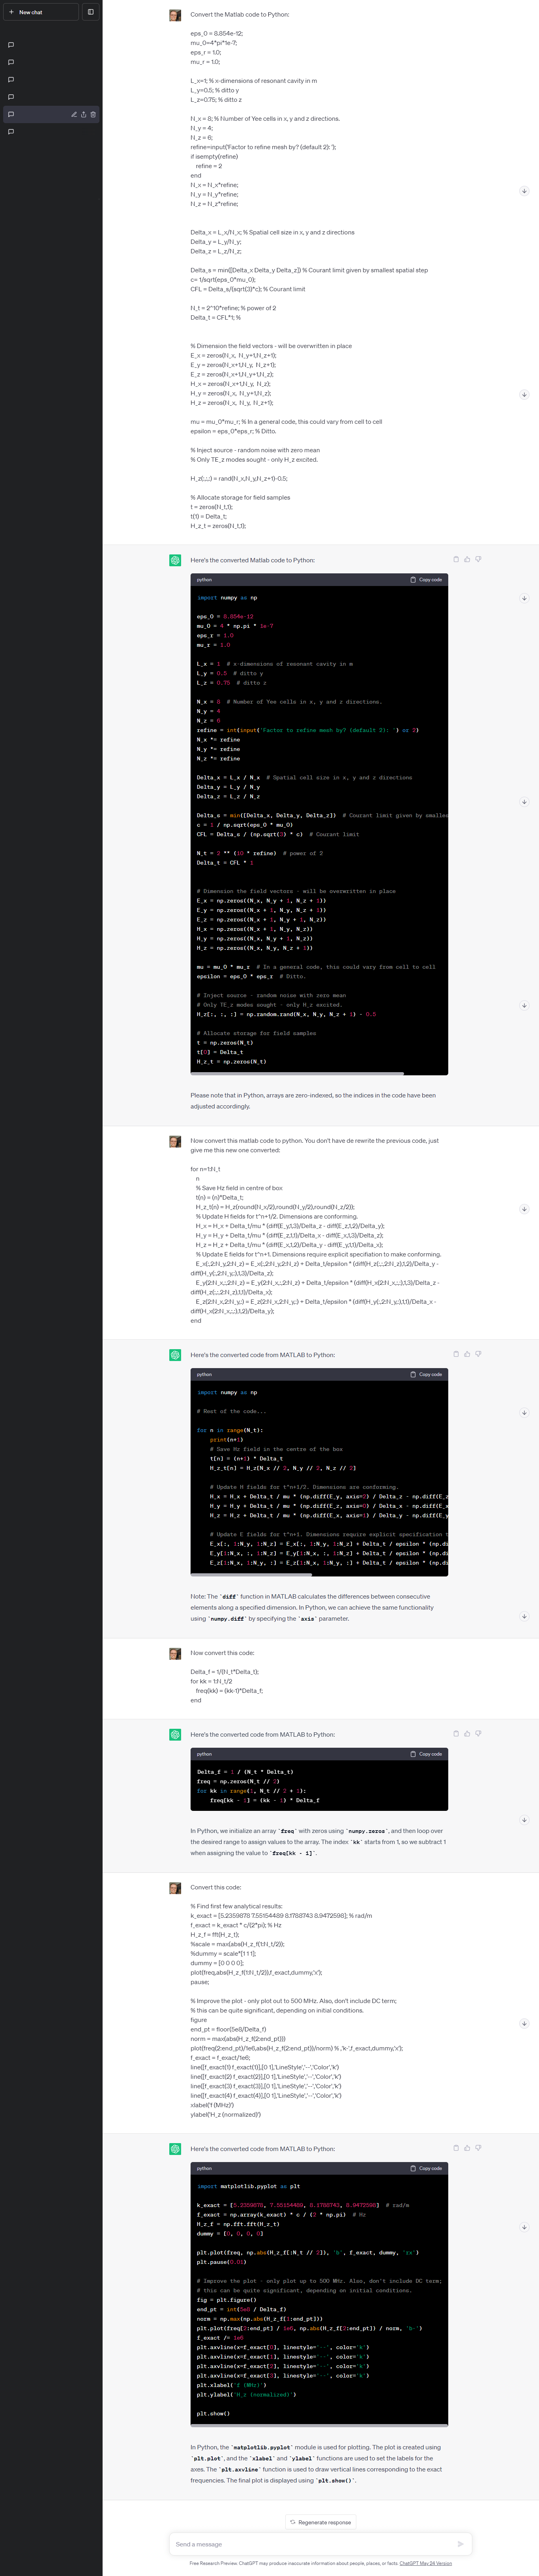 New chat
Convert the Matlab code to Python:
eps_0 = 8.854e-12;
mu_0=4*pi*1e-7;
eps_r = 1.0;
mu_r = 1.0;
L_x=1; % x-dimensions of resonant cavity in m
L_y=0.5; % ditto y
L_z=0.75; % ditto z
N_x = 8; % Number of Yee cells in x, y and z directions.
N_y = 4;
N_z = 6;
refine=input('Factor to refine mesh by? (default 2): ');
if isempty(refine)
refine = 2
end
N_x = N_x*refine;
N_y = N_y*refine;
N_z = N_z*refine;
Delta_x = L_x/N_x; % Spatial cell size in x, y and z directions
Delta_y = L_y/N_y;
Delta_z = L_z/N_z;
Delta_s = min([Delta_x Delta_y Delta_z]) % Courant limit given by smallest spatial step
c= 1/sqrt(eps_0*mu_0);
CFL = Delta_s/(sqrt(3)*c); % Courant limit
N_t = 2^10*refine; % power of 2
Delta_t = CFL*1; %
% Dimension the field vectors - will be overwritten in place
E_x = zeros(N_x, N_y+1,N_z+1);
E_y = zeros(N_x+1,N_y, N_z+1);
E_z = zeros(N_x+1,N_y+1,N_z);
H_x = zeros(N_x+1,N_y, N_z);
H_y = zeros(N_x, N_y+1,N_z);
H_z = zeros(N_x, N_y, N_z+1);
mu = mu_0*mu_r; % In a general code, this could vary from cell to cell
epsilon = eps_0*eps_r; % Ditto.
% Inject source - random noise with zero mean
% Only TE_z modes sought - only H_z excited.
H_z(:,:,:) = rand(N_x,N_y,N_z+1)-0.5;
% Allocate storage for field samples
t = zeros(N_t,1);
t(1) = Delta_t;
H_z_t = zeros(N_t,1);
Here's the converted Matlab code to Python:
python Copy code
import numpy as np
eps_0 = 8.854e-12
mu_0 = 4 * np.pi * 1e-7
eps_r = 1.0
mu_r = 1.0
L_x = 1 # x-dimensions of resonant cavity in m
L_y = 0.5 # ditto y
L_z = 0.75 # ditto z
N_x = 8 # Number of Yee cells in x, y and z directions.
N_y = 4
N_z = 6
refine = int(input('Factor to refine mesh by? (default 2): ') or 2)
N_x *= refine
N_y *= refine
N_z *= refine
Delta_x = L_x / N_x # Spatial cell size in x, y and z directions
Delta_y = L_y / N_y
Delta_z = L_z / N_z
Delta_s = min([Delta_x, Delta_y, Delta_z]) # Courant limit given by smalles
c = 1 / np.sqrt(eps_0 * mu_0)
CFL = Delta_s / (np.sqrt(3) * c) # Courant limit
N_t = 2 ** (10 * refine) # power of 2
Delta_t = CFL * 1
# Dimension the field vectors - will be overwritten in place
E_x = np.zeros((N_x, N_y + 1, N_z + 1))
E_y = np.zeros((N_x + 1, N_y, N_z + 1))
E_z = np.zeros((N_x + 1, N_y + 1, N_z))
H_x = np.zeros((N_x + 1, N_y, N_z))
H_y = np.zeros((N_x, N_y + 1, N_z))
H_z = np.zeros((N_x, N_y, N_z + 1))
mu = mu_0 * mu_r # In a general code, this could vary from cell to cell
epsilon = eps_0 * eps_r # Ditto.
# Inject source - random noise with zero mean
# Only TE_z modes sought - only H_z excited.
H_z[:, :, :] = np.random.rand(N_x, N_y, N_z + 1) - 0.5
# Allocate storage for field samples
t = np.zeros(N_t)
t[0] = Delta_t
H_z_t = np.zeros(N_t)
Please note that in Python, arrays are zero-indexed, so the indices in the code have been
adjusted accordingly.
Now convert this matlab code to python. You don't have de rewrite the previous code, just
give me this new one converted:
for n=1:N_t
n
% Save Hz field in centre of box
t(n) = (n)*Delta_t;
H_z_t(n) = H_z(round(N_x/2),round(N_y/2),round(N_z/2));
% Update H fields for t^n+1/2. Dimensions are conforming.
H_x = H_x + Delta_t/mu * (diff(E_y,1,3)/Delta_z - diff(E_z,1,2)/Delta_y);
H_y = H_y + Delta_t/mu * (diff(E_z,1,1)/Delta_x - diff(E_x,1,3)/Delta_z);
H_z = H_z + Delta_t/mu * (diff(E_x,1,2)/Delta_y - diff(E_y,1,1)/Delta_x);
% Update E fields for t^n+1. Dimensions require explicit specifiation to make conforming.
E_x(:,2:N_y,2:N_z) = E_x(:,2:N_y,2:N_z) + Delta_t/epsilon * (diff(H_z(:,:,2:N_z),1,2)/Delta_y -
diff(H_y(:,2:N_y,:),1,3)/Delta_z);
E_y(2:N_x,:,2:N_z) = E_y(2:N_x,:,2:N_z) + Delta_t/epsilon * (diff(H_x(2:N_x,:,:),1,3)/Delta_z -
diff(H_z(:,:,2:N_z),1,1)/Delta_x);
E_z(2:N_x,2:N_y,:) = E_z(2:N_x,2:N_y,:) + Delta_t/epsilon * (diff(H_y(:,2:N_y,:),1,1)/Delta_x -
diff(H_x(2:N_x,:,:),1,2)/Delta_y);
end
Here's the converted code from MATLAB to Python:
python Copy code
import numpy as np
# Rest of the code...
for n in range(N_t):
print(n+1)
# Save Hz field in the centre of the box
t[n] = (n+1) * Delta_t
H_z_t[n] = H_z[N_x // 2, N_y // 2, N_z // 2]
# Update H fields for t^n+1/2. Dimensions are conforming.
H_x = H_x + Delta_t / mu * (np.diff(E_y, axis=2) / Delta_z - np.diff(E_z
H_y = H_y + Delta_t / mu * (np.diff(E_z, axis=0) / Delta_x - np.diff(E_x
H_z = H_z + Delta_t / mu * (np.diff(E_x, axis=1) / Delta_y - np.diff(E_y
# Update E fields for t^n+1. Dimensions require explicit specification t
E_x[:, 1:N_y, 1:N_z] = E_x[:, 1:N_y, 1:N_z] + Delta_t / epsilon * (np.di
E_y[1:N_x, :, 1:N_z] = E_y[1:N_x, :, 1:N_z] + Delta_t / epsilon * (np.di
E_z[1:N_x, 1:N_y, :] = E_z[1:N_x, 1:N_y, :] + Delta_t / epsilon * (np.di
Note: The `diff` function in MATLAB calculates the differences between consecutive
elements along a specified dimension. In Python, we can achieve the same functionality
using `numpy.diff` by specifying the `axis` parameter.
Now convert this code:
Delta_f = 1/(N_t*Delta_t);
for kk = 1:N_t/2
freq(kk) = (kk-1)*Delta_f;
end
Here's the converted code from MATLAB to Python:
python Copy code
Delta_f = 1 / (N_t * Delta_t)
freq = np.zeros(N_t // 2)
for kk in range(1, N_t // 2 + 1):
freq[kk - 1] = (kk - 1) * Delta_f
In Python, we initialize an array `freq` with zeros using `numpy.zeros`, and then loop over
the desired range to assign values to the array. The index `kk` starts from 1, so we subtract 1
when assigning the value to `freq[kk - 1]`.
Convert this code:
% Find first few analytical results:
k_exact = [5.2359878 7.55154489 8.1788743 8.9472598]; % rad/m
f_exact = k_exact * c/(2*pi); % Hz
H_z_f = fft(H_z_t);
%scale = max(abs(H_z_f(1:N_t/2));
%dummy = scale*[1 1 1];
dummy = [0 0 0 0];
plot(freq,abs(H_z_f(1:N_t/2)),f_exact,dummy,'x');
pause;
% Improve the plot - only plot out to 500 MHz. Also, don't include DC term;
% this can be quite significant, depending on initial conditions.
figure
end_pt = floor(5e8/Delta_f)
norm = max(abs(H_z_f(2:end_pt)))
plot(freq(2:end_pt)/1e6,abs(H_z_f(2:end_pt))/norm) % ,'k-',f_exact,dummy,'x');
f_exact = f_exact/1e6;
line([f_exact(1) f_exact(1)],[0 1],'LineStyle','--','Color','k')
line([f_exact(2) f_exact(2)],[0 1],'LineStyle','--','Color','k')
line([f_exact(3) f_exact(3)],[0 1],'LineStyle','--','Color','k')
line([f_exact(4) f_exact(4)],[0 1],'LineStyle','--','Color','k')
xlabel('f (MHz)')
ylabel('H_z (normalized)')
Here's the converted code from MATLAB to Python:
python Copy code
import matplotlib.pyplot as plt
k_exact = [5.2359878, 7.55154489, 8.1788743, 8.9472598] # rad/m
f_exact = np.array(k_exact) * c / (2 * np.pi) # Hz
H_z_f = np.fft.fft(H_z_t)
dummy = [0, 0, 0, 0]
plt.plot(freq, np.abs(H_z_f[:N_t // 2]), 'b', f_exact, dummy, 'rx')
plt.pause(0.01)
# Improve the plot - only plot up to 500 MHz. Also, don't include DC term;
# this can be quite significant, depending on initial conditions.
fig = plt.figure()
end_pt = int(5e8 / Delta_f)
norm = np.max(np.abs(H_z_f[1:end_pt]))
plt.plot(freq[1:end_pt] / 1e6, np.abs(H_z_f[1:end_pt]) / norm, 'b-')
f_exact /= 1e6
plt.axvline(x=f_exact[0], linestyle='--', color='k')
plt.axvline(x=f_exact[1], linestyle='--', color='k')
plt.axvline(x=f_exact[2], linestyle='--', color='k')
plt.axvline(x=f_exact[3], linestyle='--', color='k')
plt.xlabel('f (MHz)')
plt.ylabel('H_z (normalized)')
plt.show()
In Python, the `matplotlib.pyplot` module is used for plotting. The plot is created using
`plt.plot`, and the `xlabel` and `ylabel` functions are used to set the labels for the
axes. The `plt.axvline` function is used to draw vertical lines corresponding to the exact
frequencies. The final plot is displayed using `plt.show()`.
Regenerate response
Send a message
Free Research Preview. ChatGPT may produce inaccurate information about people, places, or facts. ChatGPT May 24 Version